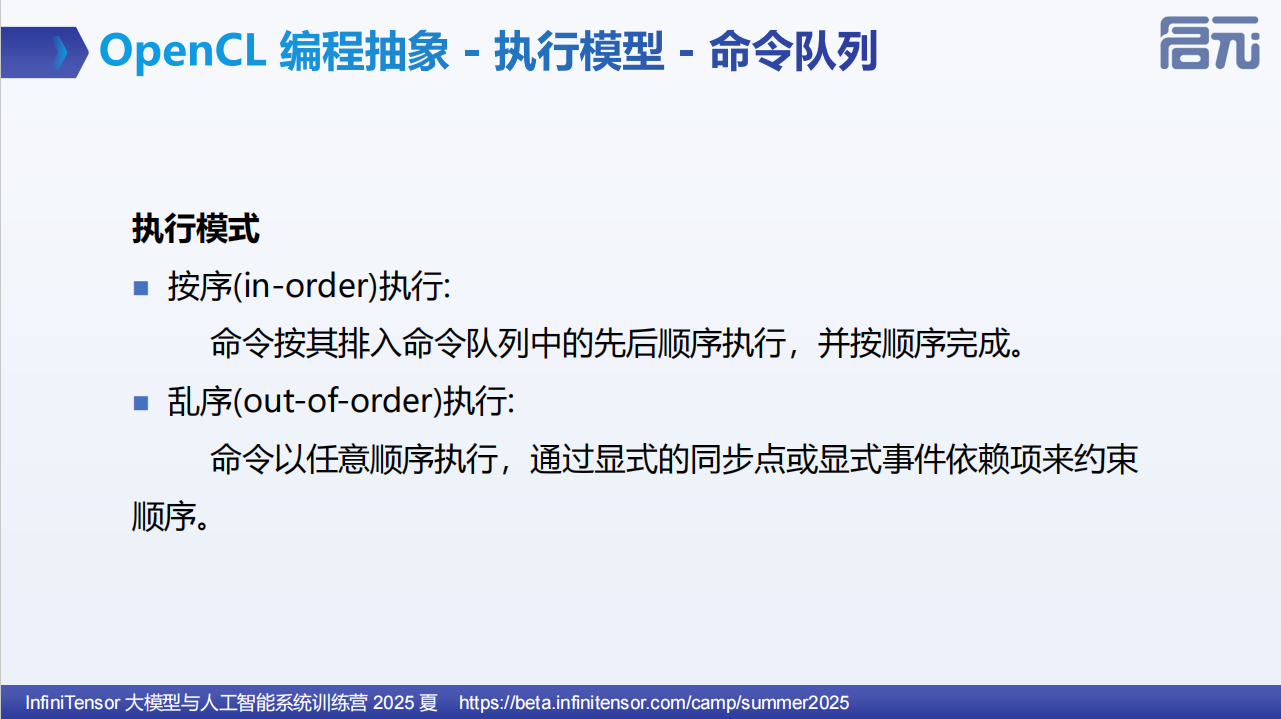 OpenCL 编程抽象 - 执行模型 - 命令队列
启元
执行模式
按序(in-order)执行:
命令按其排入命令队列中的先后顺序执行，并按顺序完成。
乱序(out-of-order)执行:
命令以任意顺序执行，通过显式的同步点或显式事件依赖项来约束
顺序。
InfiniTensor 大模型与人工智能系统训练营 2025 夏 https://beta.infinitensor.com/camp/summer2025